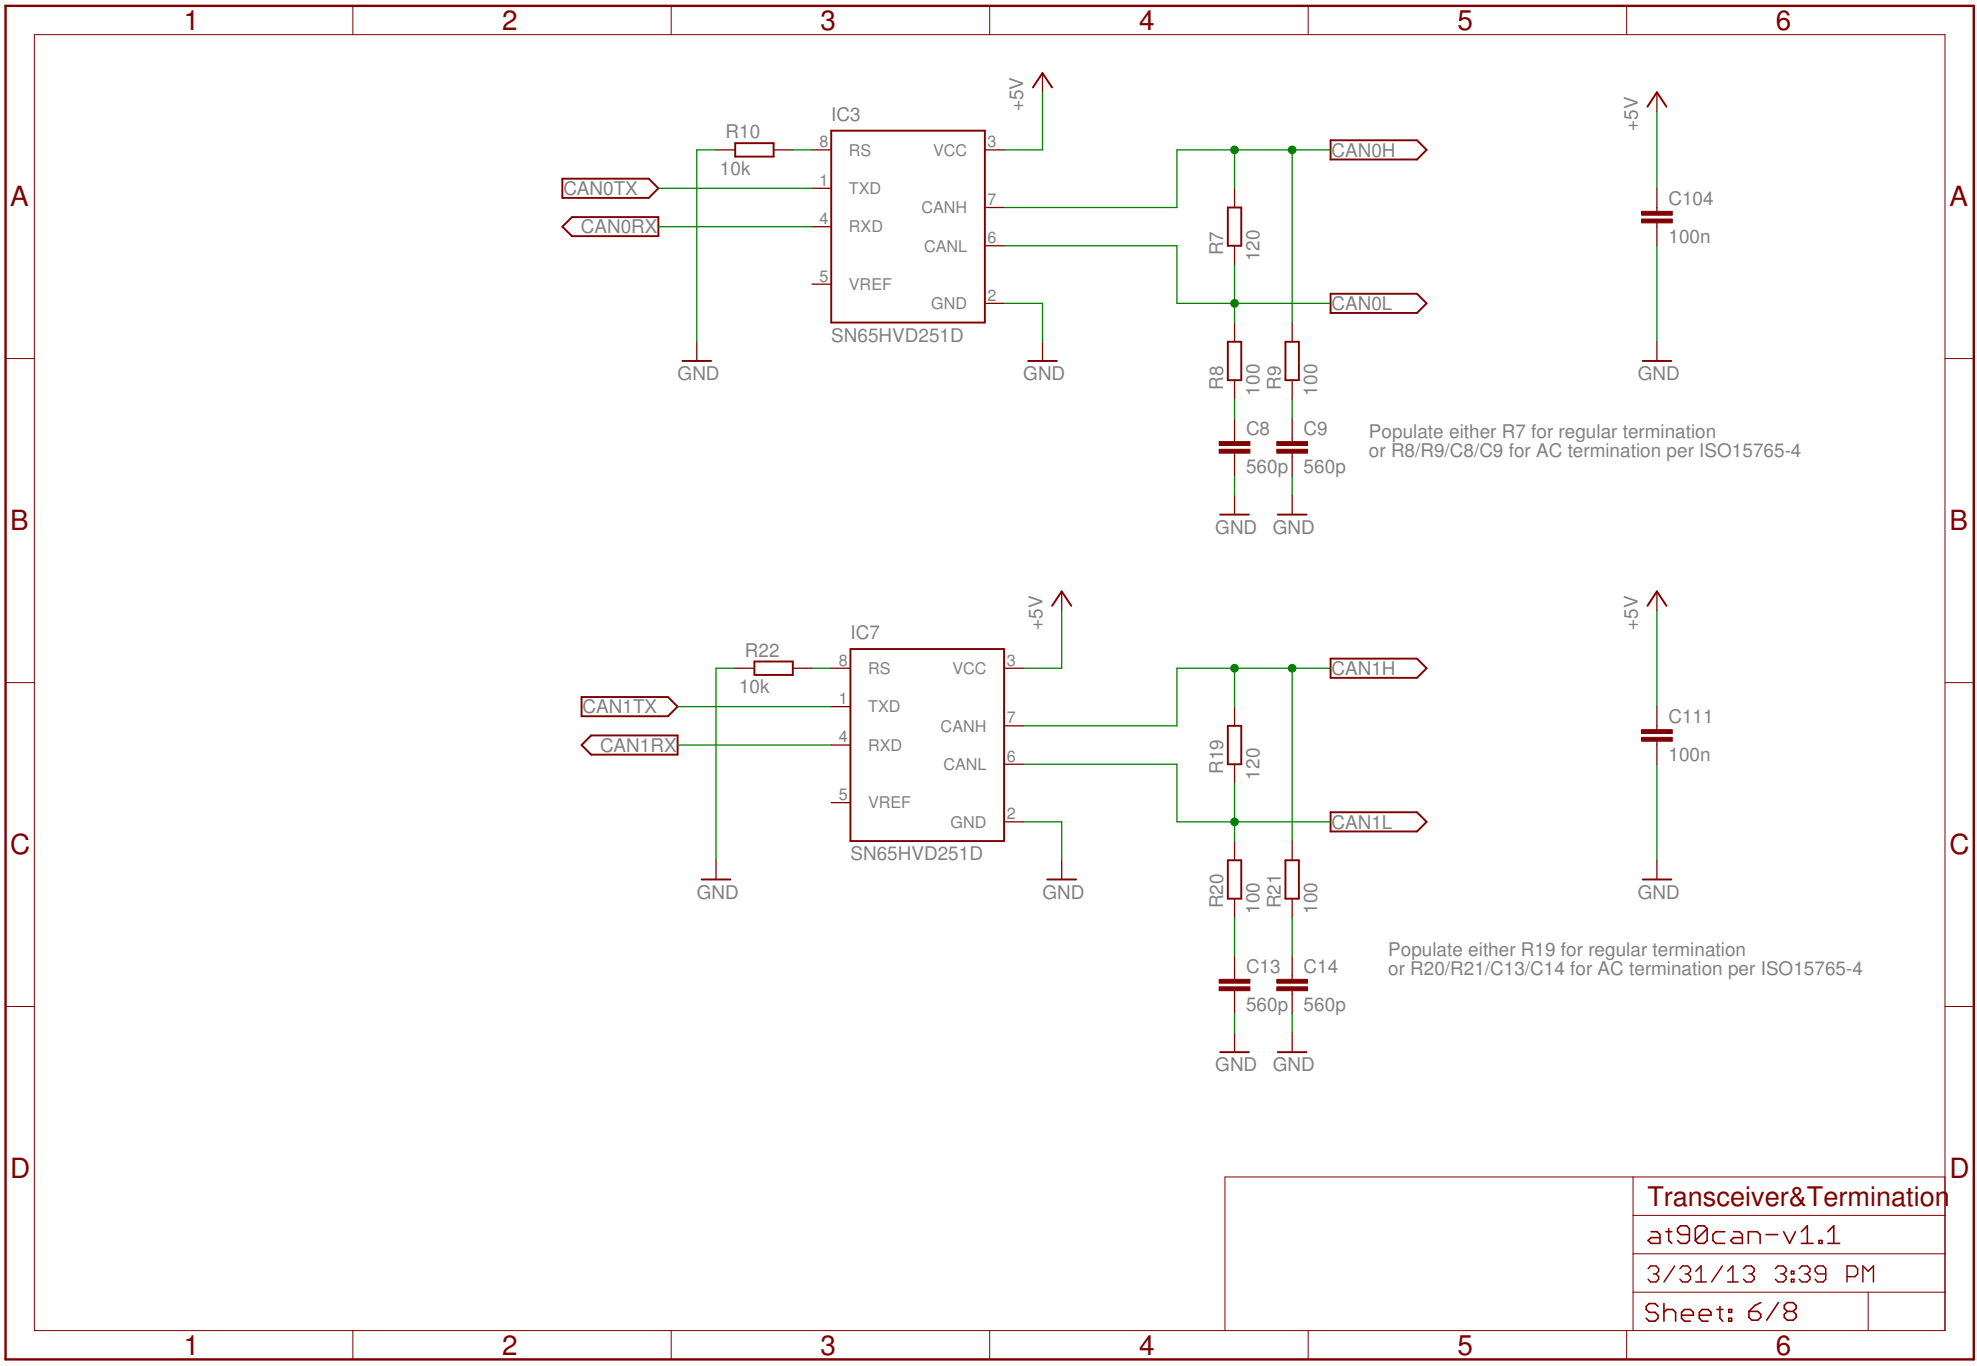 1 2 3 4 5 6
A A
B B
C C
D D
IC3
+5V
R10
10k
8 RS
1 TXD
4 RXD
5 VREF
VCC 3
CANH 7
CANL 6
GND 2
SN65HVD251D
CAN0TX
CAN0RX
GND
GND
CAN0H
CAN0L
R7
120
R8
100
R9
100
C8
560p
C9
560p
GND GND
+5V
C104
100n
GND
Populate either R7 for regular termination
or R8/R9/C8/C9 for AC termination per ISO15765-4
IC7
+5V
R22
10k
8 RS
1 TXD
4 RXD
5 VREF
VCC 3
CANH 7
CANL 6
GND 2
SN65HVD251D
CAN1TX
CAN1RX
GND
GND
CAN1H
CAN1L
R19
120
R20
100
R21
100
C13
560p
C14
560p
GND GND
+5V
C111
100n
GND
Populate either R19 for regular termination
or R20/R21/C13/C14 for AC termination per ISO15765-4
Transceiver&Termination
at90can-v1.1
3/31/13 3:39 PM
Sheet: 6/8
1 2 3 4 5 6